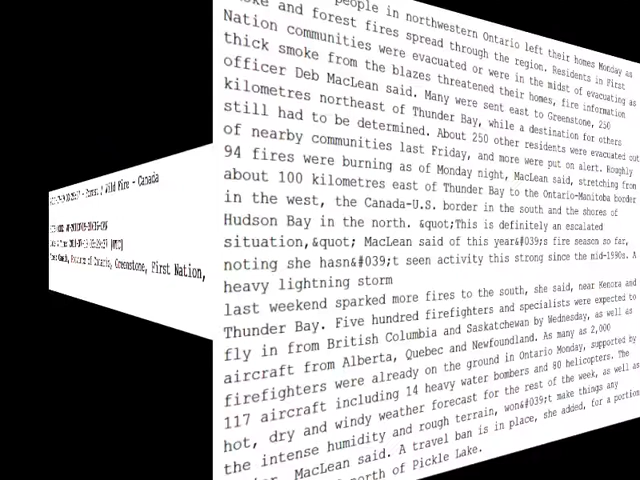 Forest / Wild Fire - Canada
Greenstone, First Nation,
people in northwestern Ontario left their homes Monday as
and forest fires spread through the region. Residents in First
Nation communities were evacuated or were in the midst of evacuating as
thick smoke from the blazes threatened their homes, fire information
officer Deb MacLean said. Many were sent east to Greenstone, 250
kilometres northeast of Thunder Bay, while a destination for others
still had to be determined. About 250 other residents were evacuated out
of nearby communities last Friday, and more were put on alert. Roughly
94 fires were burning as of Monday night, MacLean said, stretching from
about 100 kilometres east of Thunder Bay to the Ontario-Manitoba border
in the west, the Canada-U.S. border in the south and the shores of
Hudson Bay in the north. &quot;This is definitely an escalated
situation,&quot; MacLean said of this year&#039;s fire season so far,
noting she hasn&#039;t seen activity this strong since the mid-1990s. A
heavy lightning storm
last weekend sparked more fires to the south, she said, near Kenora and
Thunder Bay. Five hundred firefighters and specialists were expected to
fly in from British Columbia and Saskatchewan by Wednesday, as well as
aircraft from Alberta, Quebec and Newfoundland. As many as 2,000
firefighters were already on the ground in Ontario Monday, supported by
117 aircraft including 14 heavy water bombers and 80 helicopters. The
hot, dry and windy weather forecast for the rest of the week, as well as
the intense humidity and rough terrain, won&#039;t make things any
MacLean said. A travel ban is in place, she added, for a portion
north of Pickle Lake.